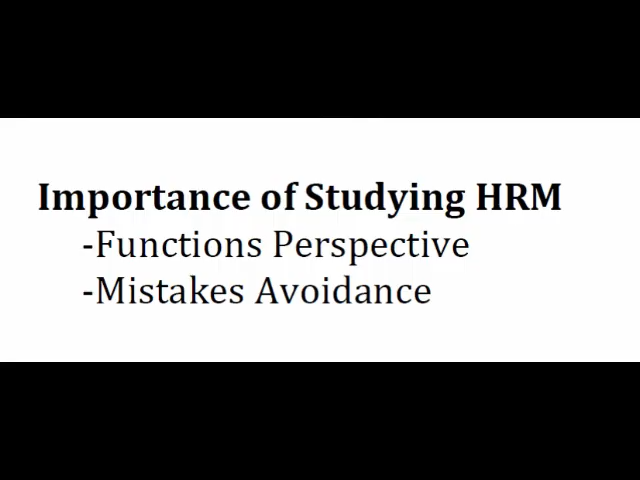 Importance of Studying HRM
-Functions Perspective
-Mistakes Avoidance